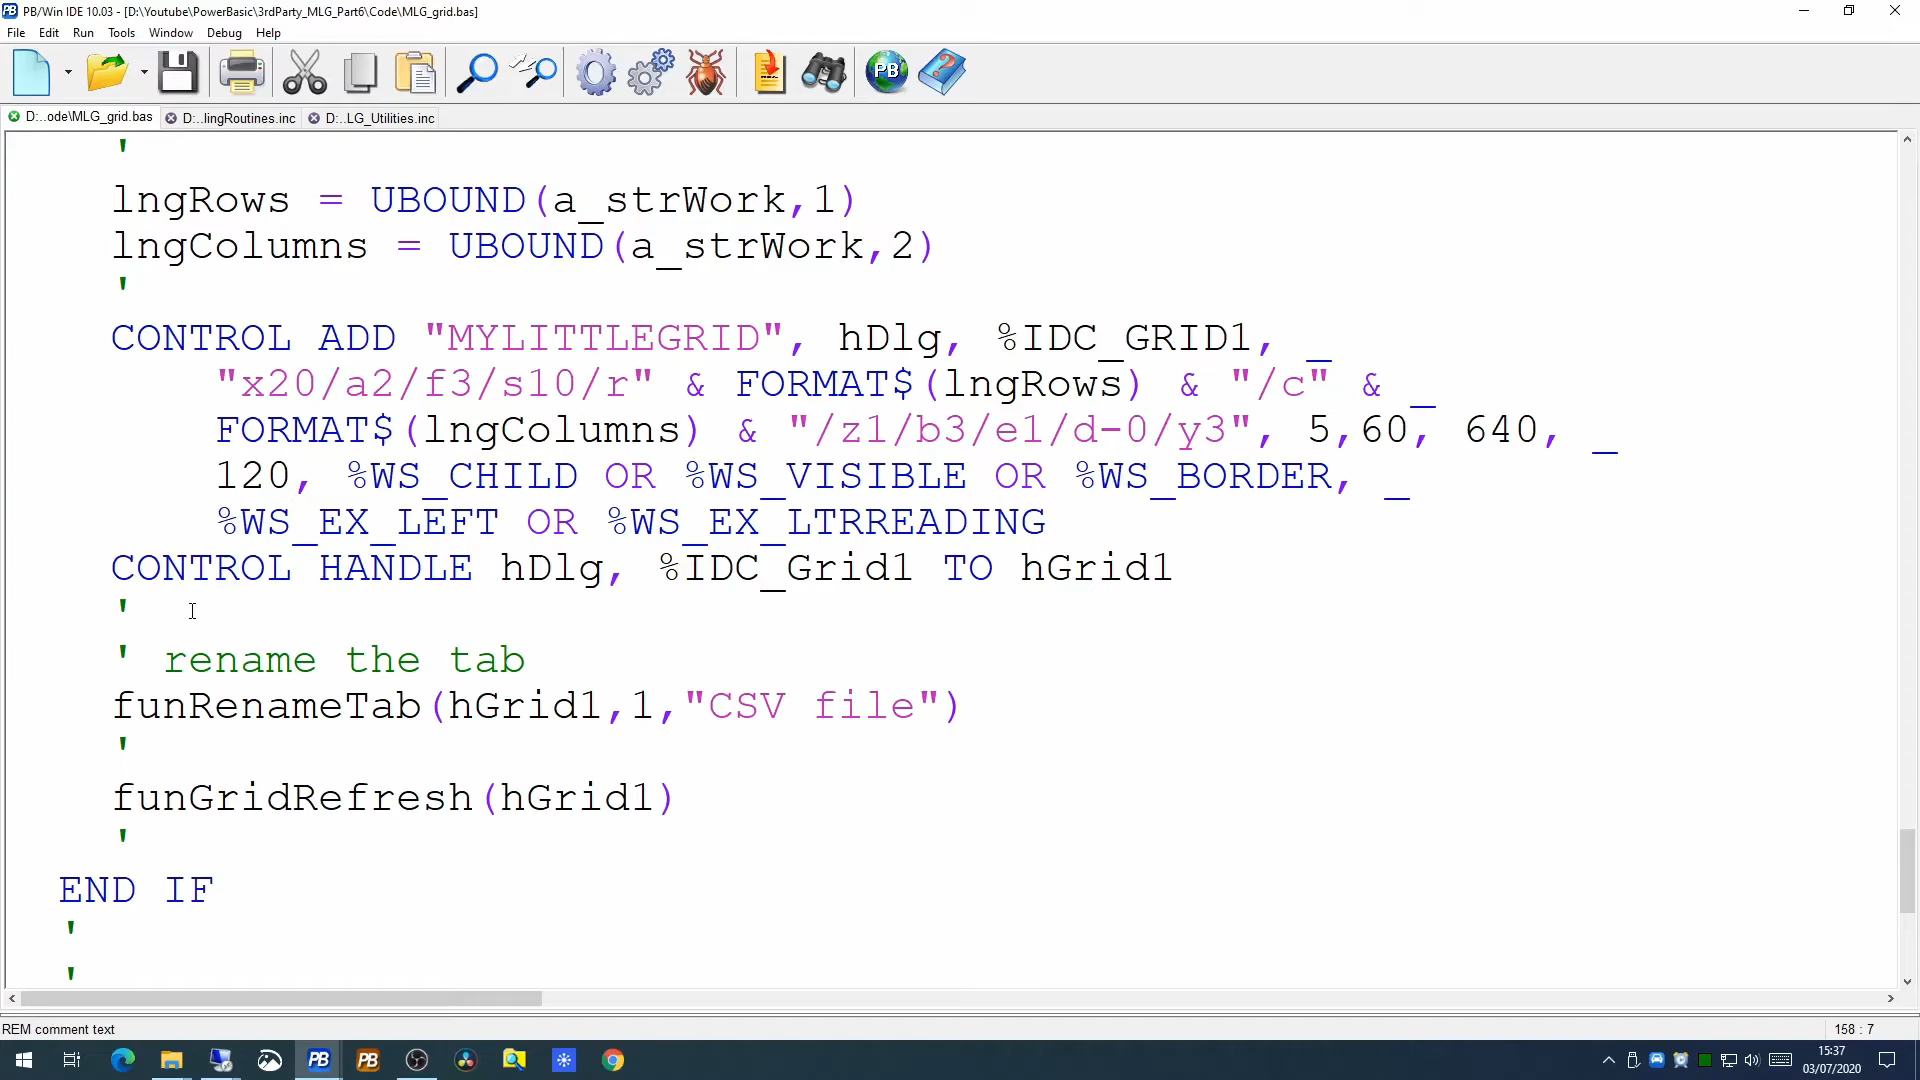 PB/Win IDE 10.03 - [D:\Youtube\PowerBasic\3rdParty_MLG_Part6\Code\MLG_grid.bas]
File Edit Run Tools Window Debug Help
D:..ode\MLG_grid.bas D:..lingRoutines.inc D:..LG_Utilities.inc
'
lngRows = UBOUND(a_strWork,1)
lngColumns = UBOUND(a_strWork,2)
'
CONTROL ADD "MYLITTLEGRID", hDlg, %IDC_GRID1, _
"x20/a2/f3/s10/r" & FORMAT$(lngRows) & "/c" & _
FORMAT$(lngColumns) & "/z1/b3/e1/d-0/y3", 5,60, 640, _
120, %WS_CHILD OR %WS_VISIBLE OR %WS_BORDER, _
%WS_EX_LEFT OR %WS_EX_LTRREADING
CONTROL HANDLE hDlg, %IDC_Grid1 TO hGrid1
'
' rename the tab
funRenameTab(hGrid1,1,"CSV file")
'
funGridRefresh(hGrid1)
'
END IF
'
'
REM comment text 158 : 7
15:37
03/07/2020